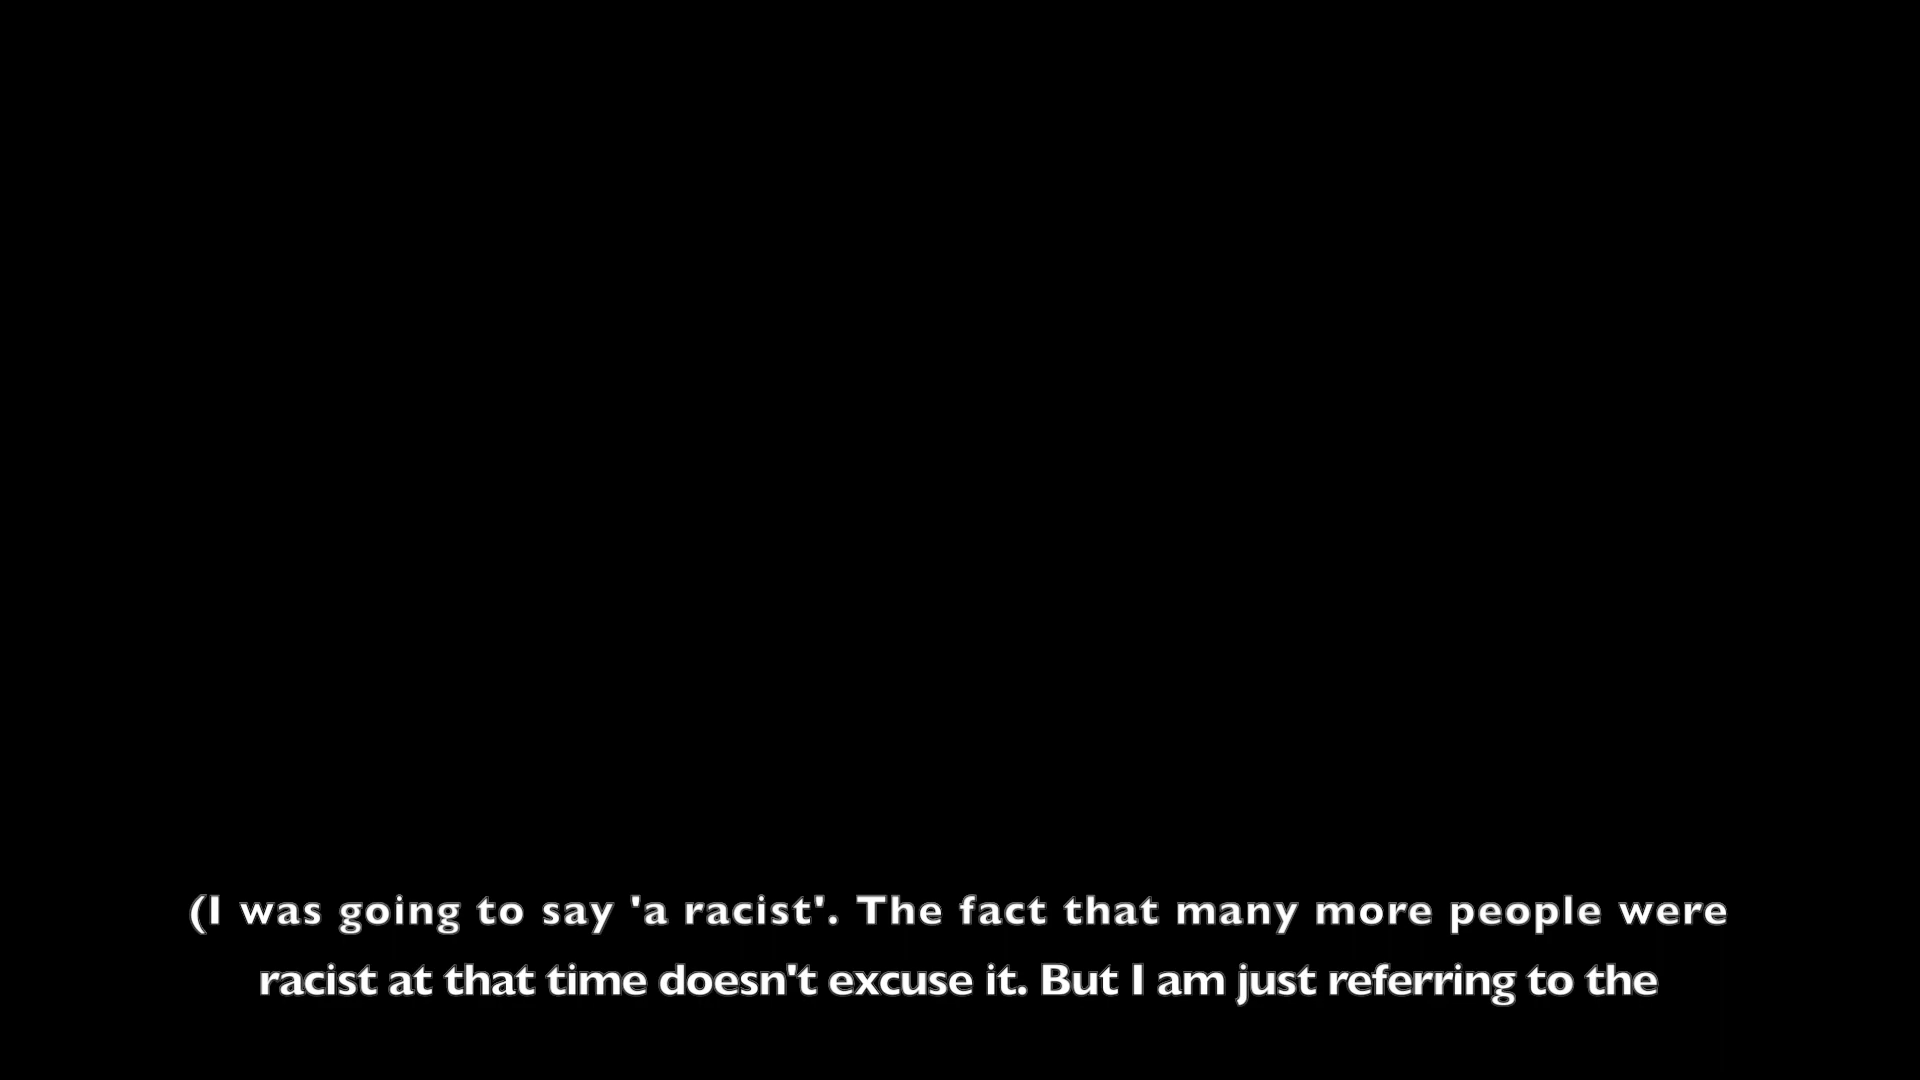 (I was going to say 'a racist'. The fact that many more people were
racist at that time doesn't excuse it. But I am just referring to the